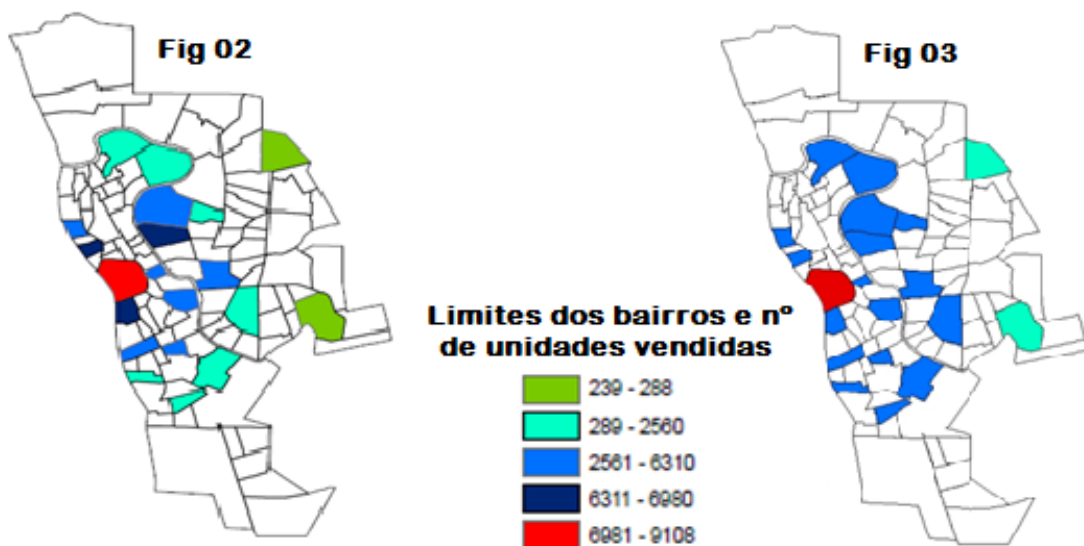 Fig 02
Fig 03
Limites dos bairros e nº
de unidades vendidas
239 - 288
289 - 2560
2561 - 6310
6311 - 6980
6981 - 9108